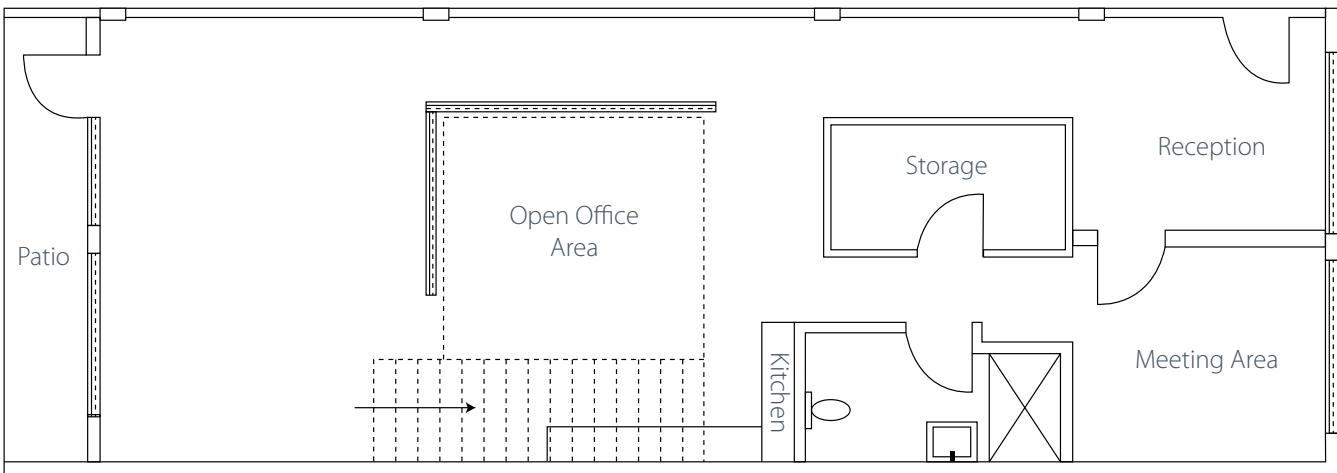 Patio
Open Office
Area
Storage
Reception
Kitchen
Meeting Area